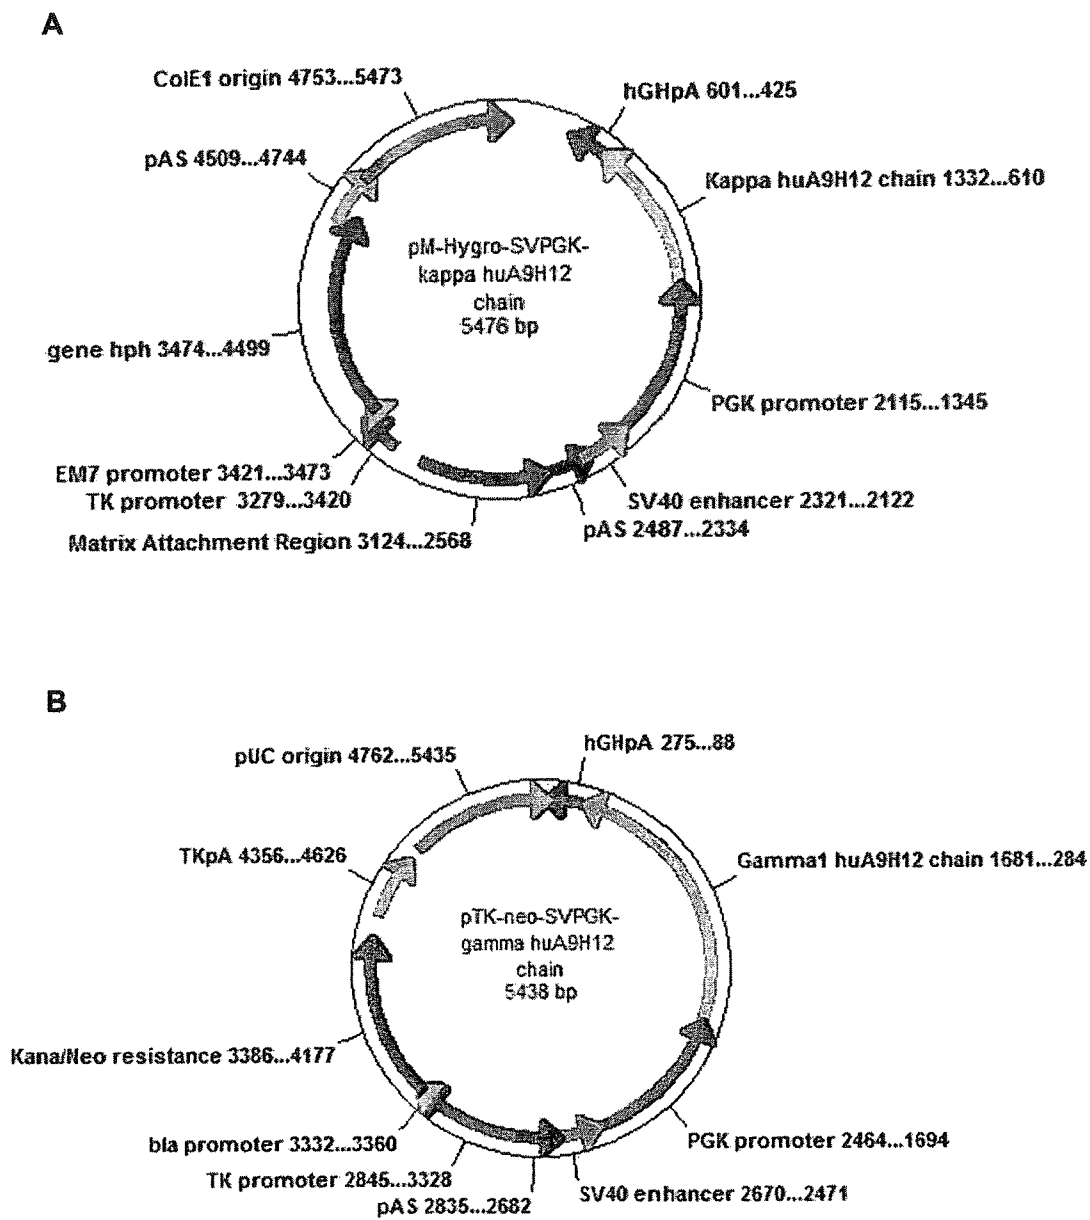 A
ColE1 origin 4753...5473
hGHpA 601...425
pAS 4509...4744
Kappa huA9H12 chain 1332...610
pM-Hygro-SVPGK-
kappa huA9H12
chain
5476 bp
gene hph 3474...4499
PGK promoter 2115...1345
EM7 promoter 3421...3473
TK promoter 3279...3420
SV40 enhancer 2321...2122
pAS 2487...2334
Matrix Attachment Region 3124...2568
B
pUC origin 4762...5435
hGHpA 275...88
TKpA 4356...4626
Gamma1 huA9H12 chain 1681...284
pTK-neo-SVPGK-
gamma huA9H12
chain
5438 bp
Kana/Neo resistance 3386...4177
bla promoter 3332...3360
PGK promoter 2464...1694
TK promoter 2845...3328
SV40 enhancer 2670...2471
pAS 2835...2682